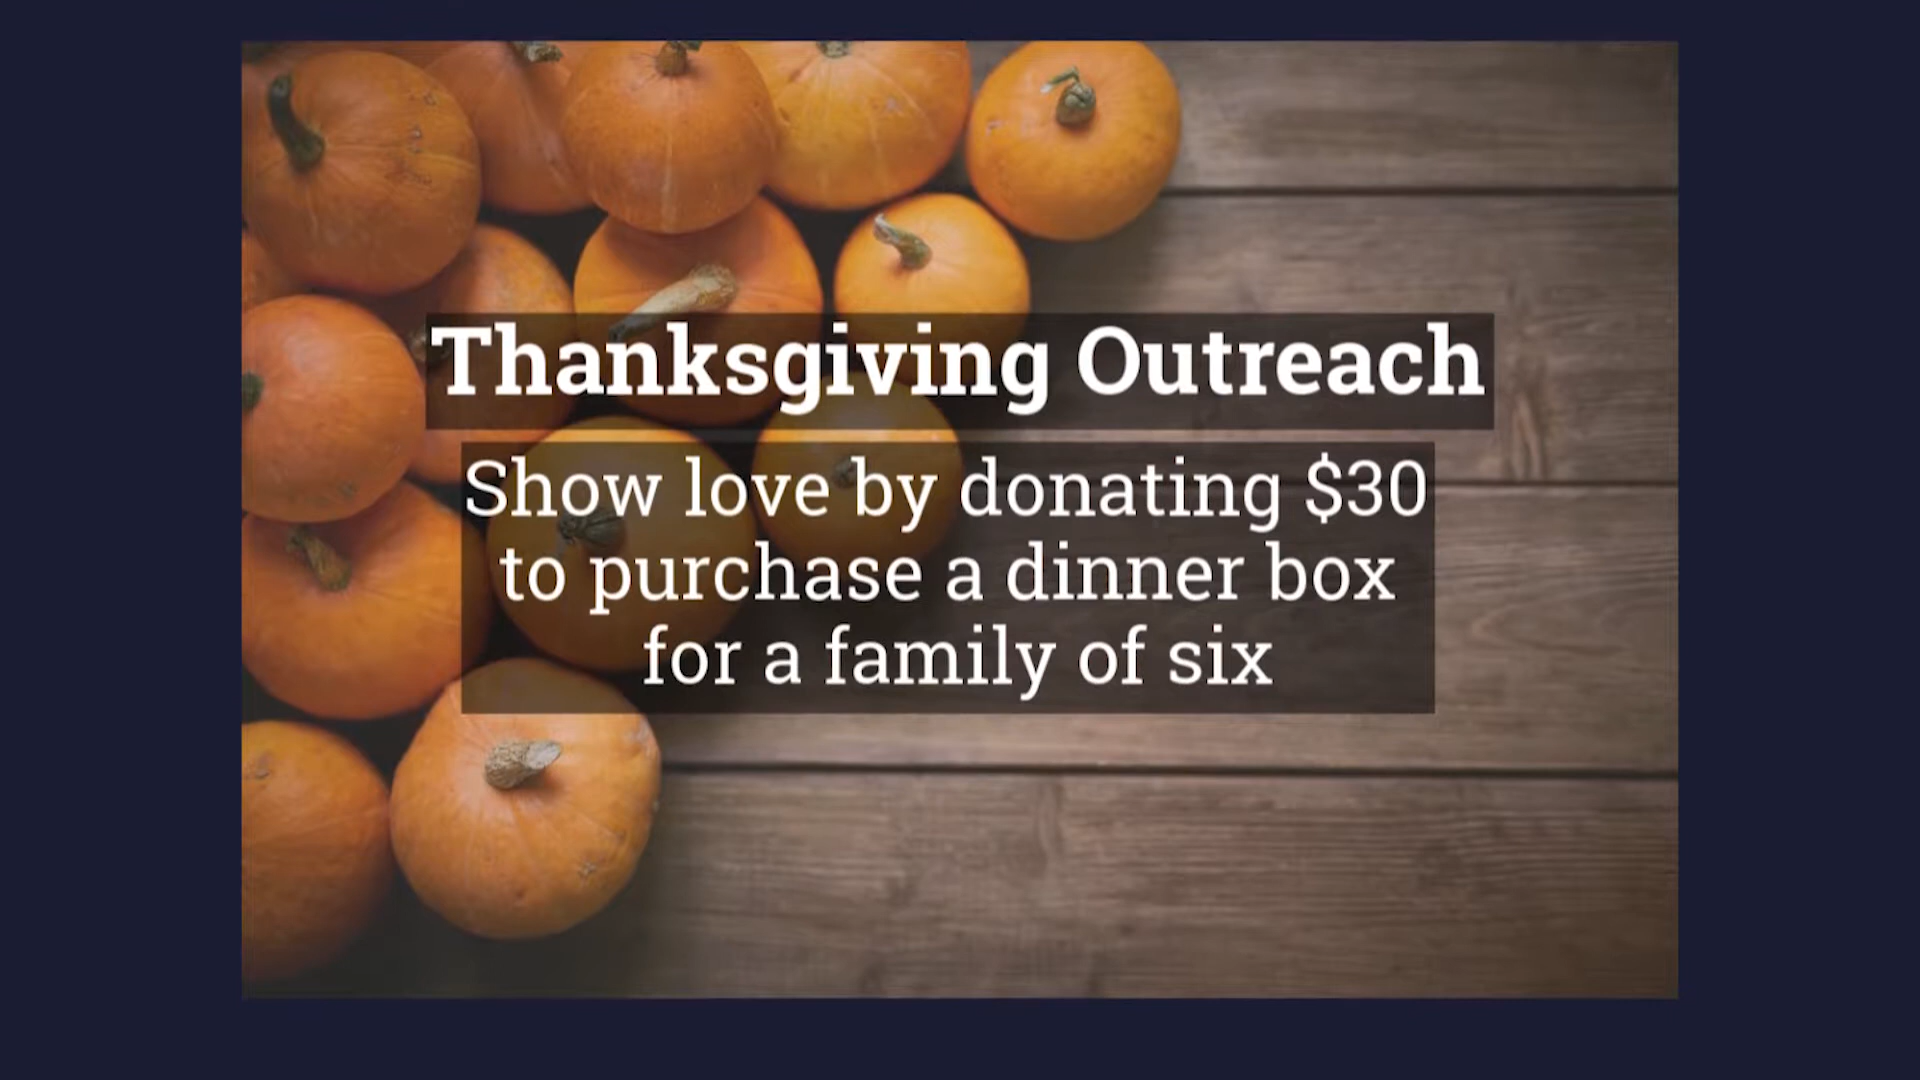 Thanksgiving Outreach
Show love by donating $30
to purchase a dinner box
for a family of six